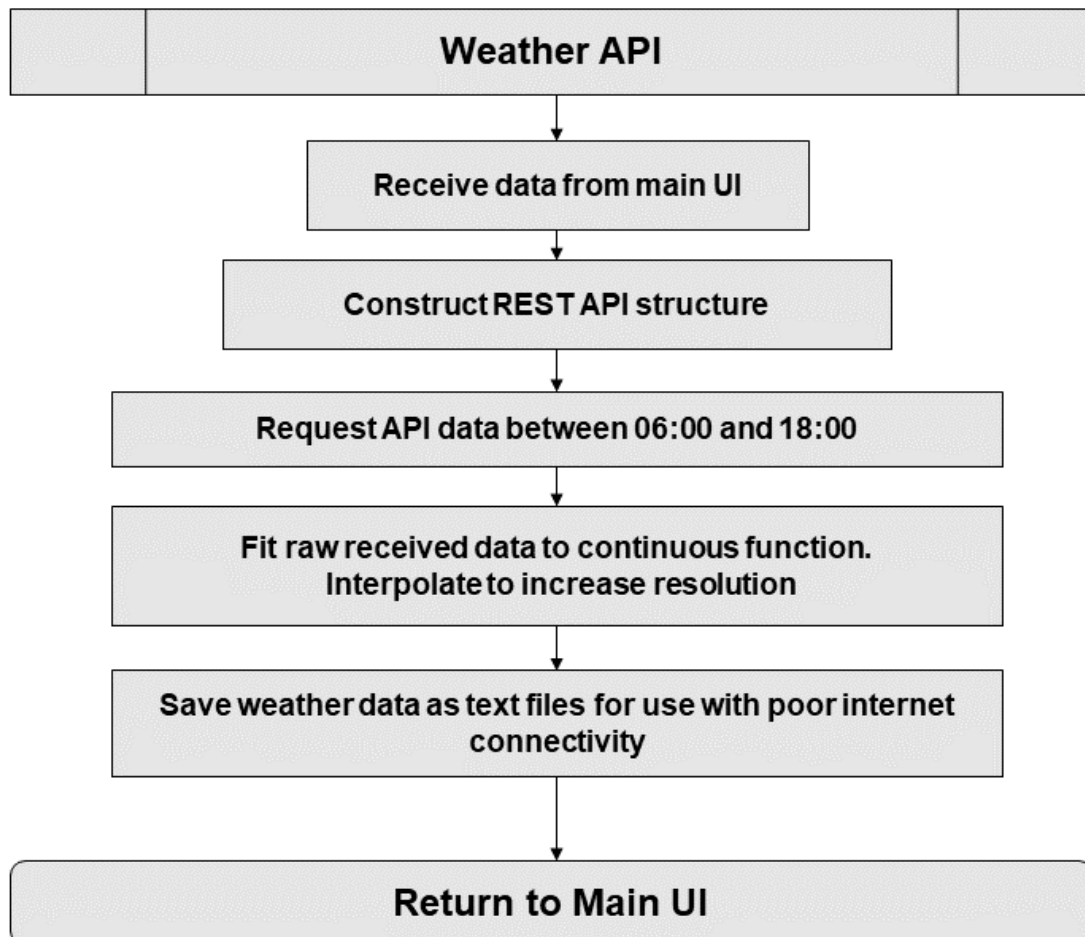 Weather API
Receive data from main UI
Construct REST API structure
Request API data between 06:00 and 18:00
Fit raw received data to continuous function.
Interpolate to increase resolution
Save weather data as text files for use with poor internet
connectivity
Return to Main UI